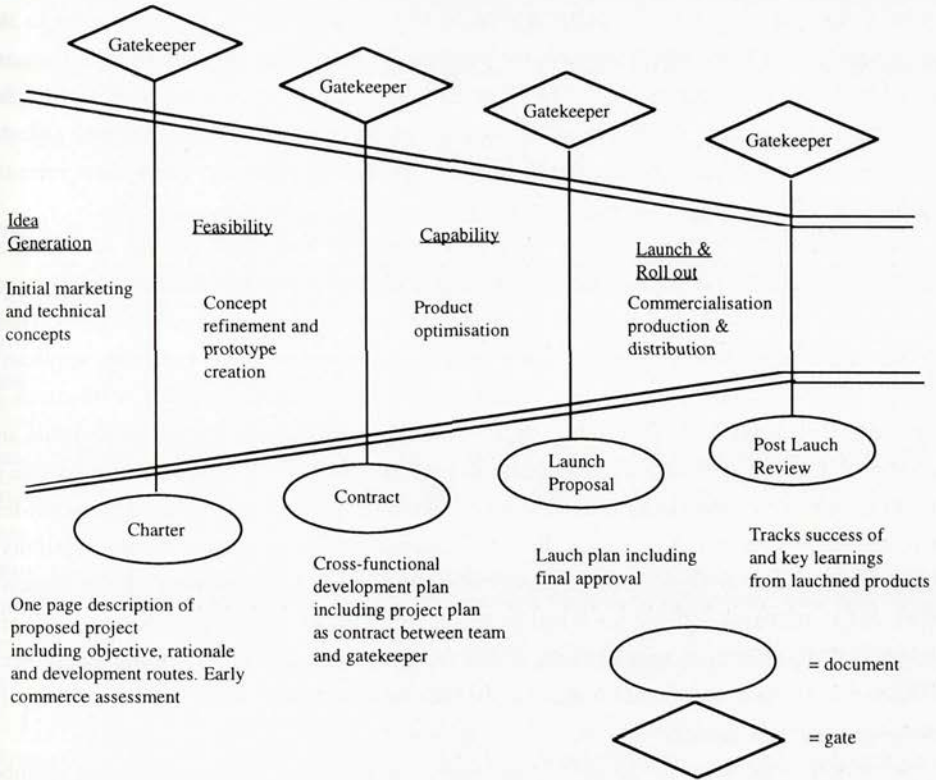 Gatekeeper
Gatekeeper
Gatekeeper
Gatekeeper
Idea
Generation
Initial marketing
and technical
concepts
Feasibility
Concept
refinement and
prototype
creation
Capability
Product
optimisation
Launch &
Roll out
Commercialisation
production &
distribution
Charter
One page description of
proposed project
including objective, rationale
and development routes. Early
commerce assessment
Contract
Cross-functional
development plan
including project plan
as contract between team
and gatekeeper
Launch
Proposal
Lauch plan including
final approval
Post Lauch
Review
Tracks success of
and key learnings
from lauchned products
= document
= gate